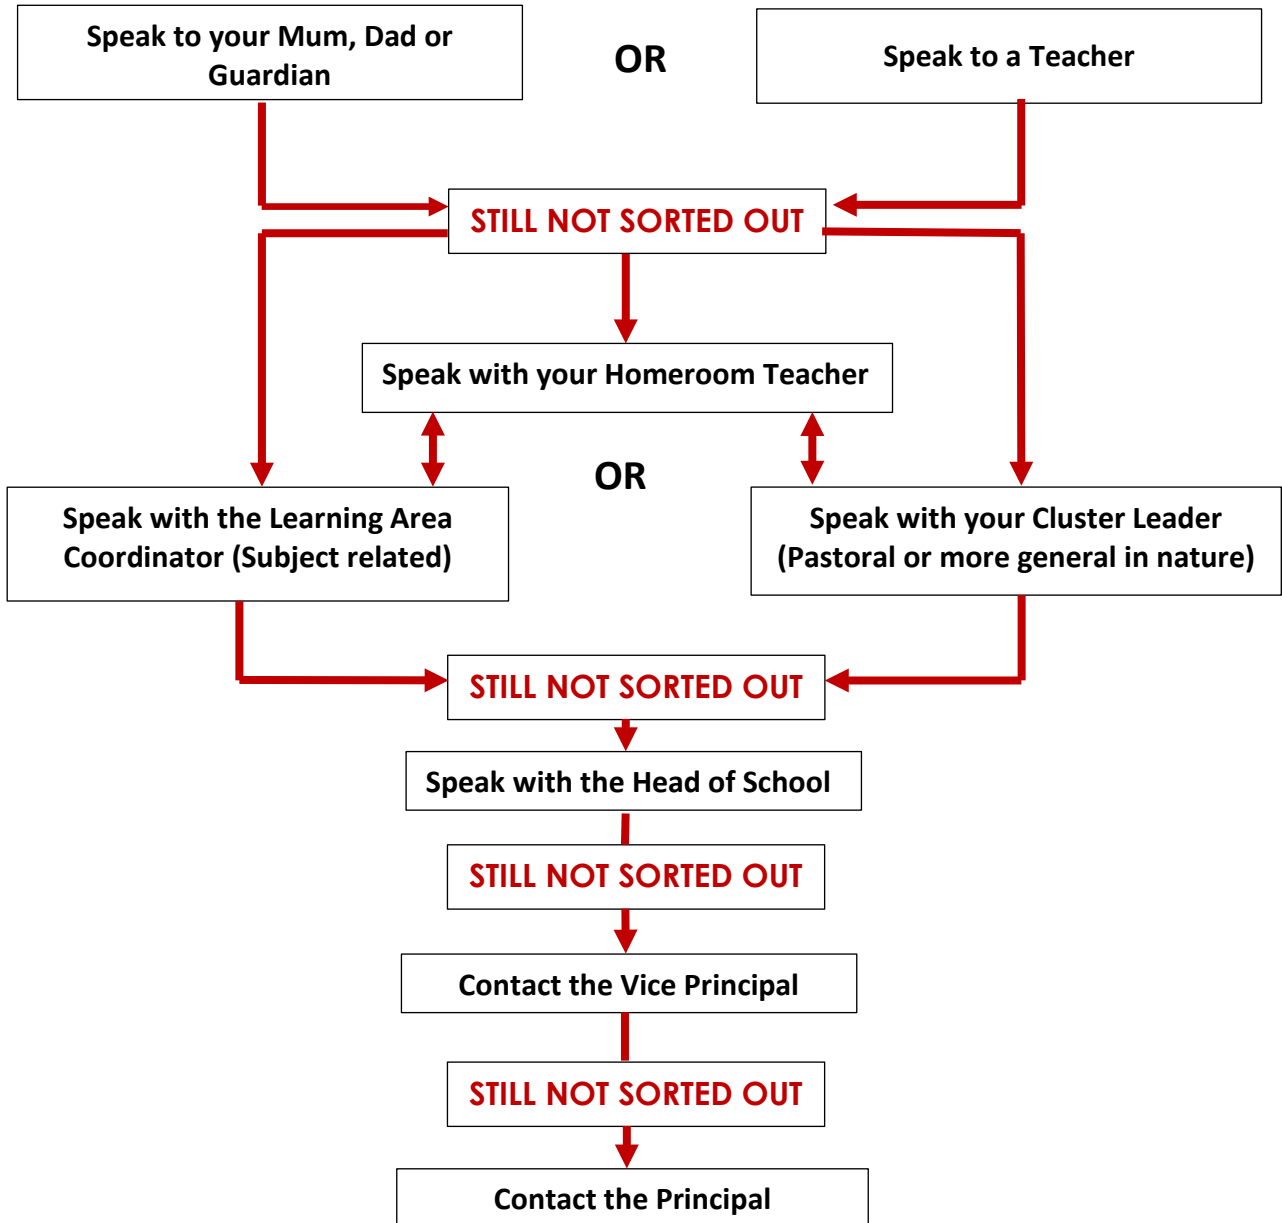 Speak to your Mum, Dad or
Guardian
OR
Speak to a Teacher
STILL NOT SORTED OUT
Speak with your Homeroom Teacher
OR
Speak with the Learning Area
Coordinator (Subject related)
Speak with your Cluster Leader
(Pastoral or more general in nature)
STILL NOT SORTED OUT
Speak with the Head of School
STILL NOT SORTED OUT
Contact the Vice Principal
STILL NOT SORTED OUT
Contact the Principal